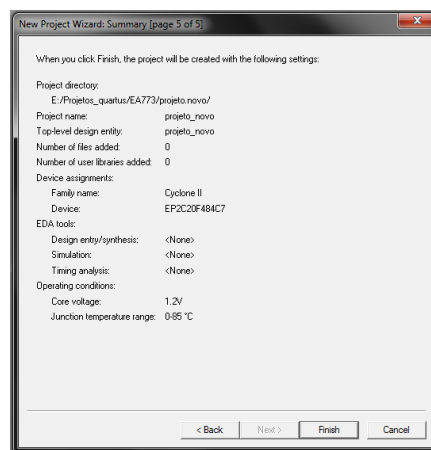 New Project Wizard: Summary [page 5 of 5]
When you click Finish, the project will be created with the following settings:
Project directory:
E:/Projetos_quartus/EA773/projeto.novo/
Project name: projeto_novo
Top-level design entity: projeto_novo
Number of files added: 0
Number of user libraries added: 0
Device assignments:
Family name: Cyclone II
Device: EP2C20F484C7
EDA tools:
Design entry/synthesis: <None>
Simulation: <None>
Timing analysis: <None>
Operating conditions:
Core voltage: 1.2V
Junction temperature range: 0-85 °C
< Back Next > Finish Cancel